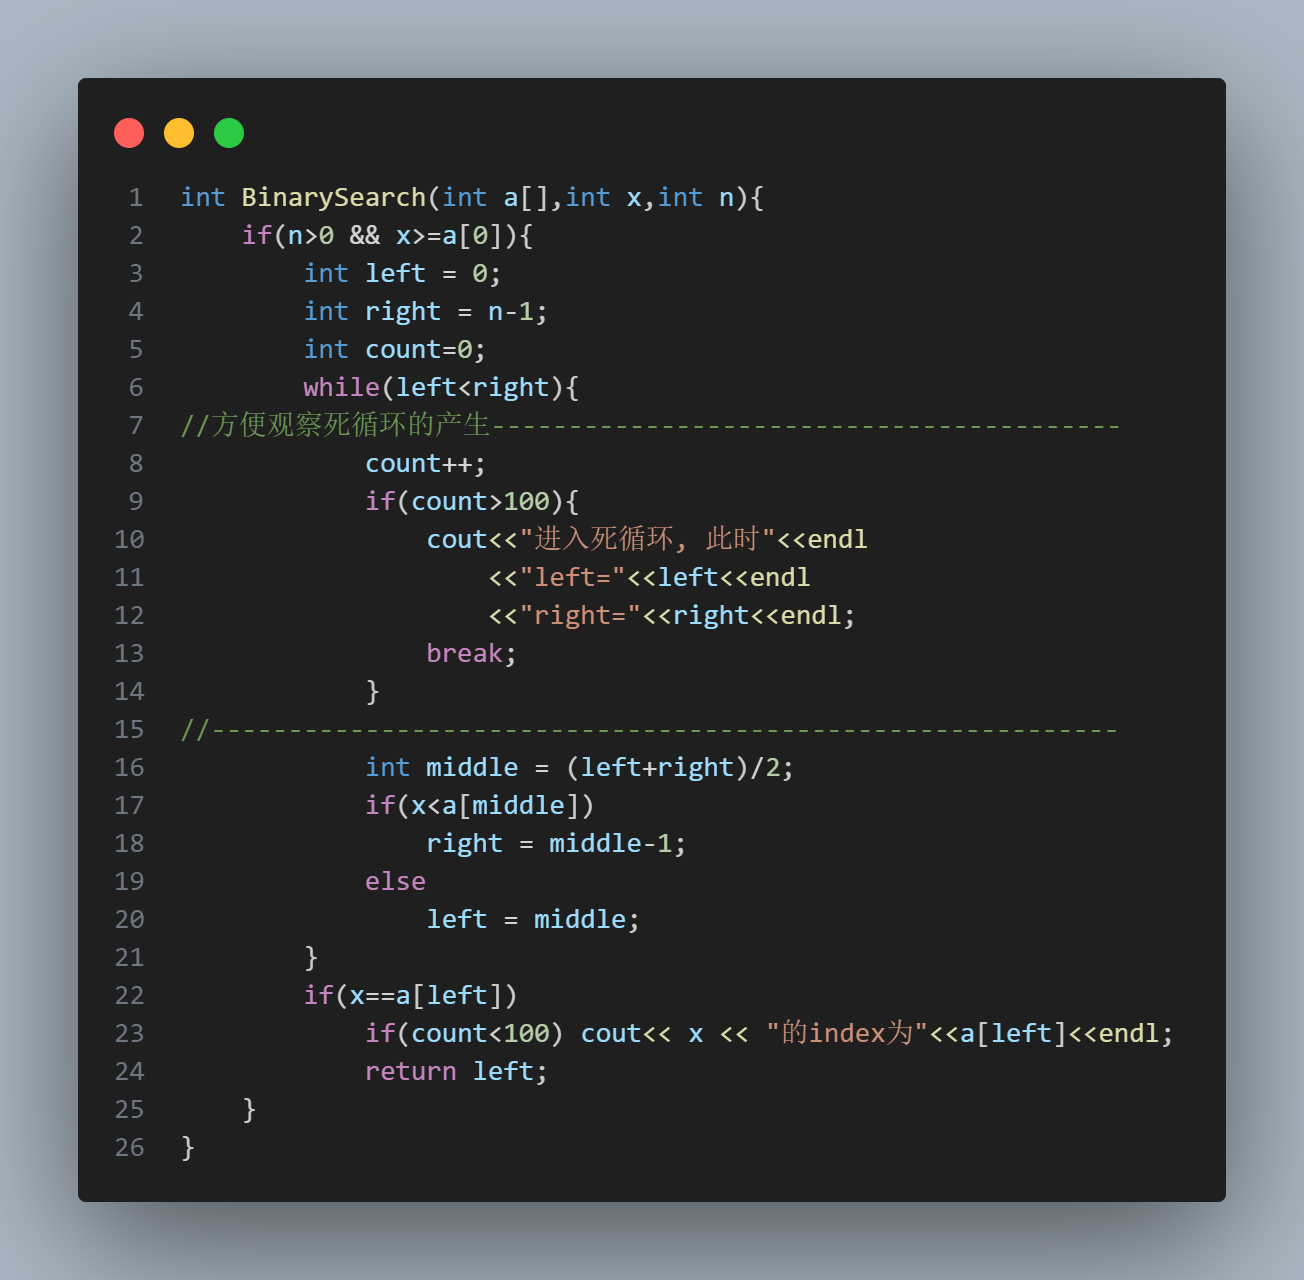 1 int BinarySearch(int a[],int x,int n){
2     if(n>0 && x>=a[0]){
3         int left = 0;
4         int right = n-1;
5         int count=0;
6         while(left<right){
7 //方便观察死循环的产生-----------------------------------------
8             count++;
9             if(count>100){
10                 cout<<"进入死循环, 此时"<<endl
11                     <<"left="<<left<<endl
12                     <<"right="<<right<<endl;
13                 break;
14             }
15 //-----------------------------------------------------------
16             int middle = (left+right)/2;
17             if(x<a[middle])
18                 right = middle-1;
19             else
20                 left = middle;
21         }
22         if(x==a[left])
23             if(count<100) cout<< x << "的index为"<<a[left]<<endl;
24             return left;
25     }
26 }